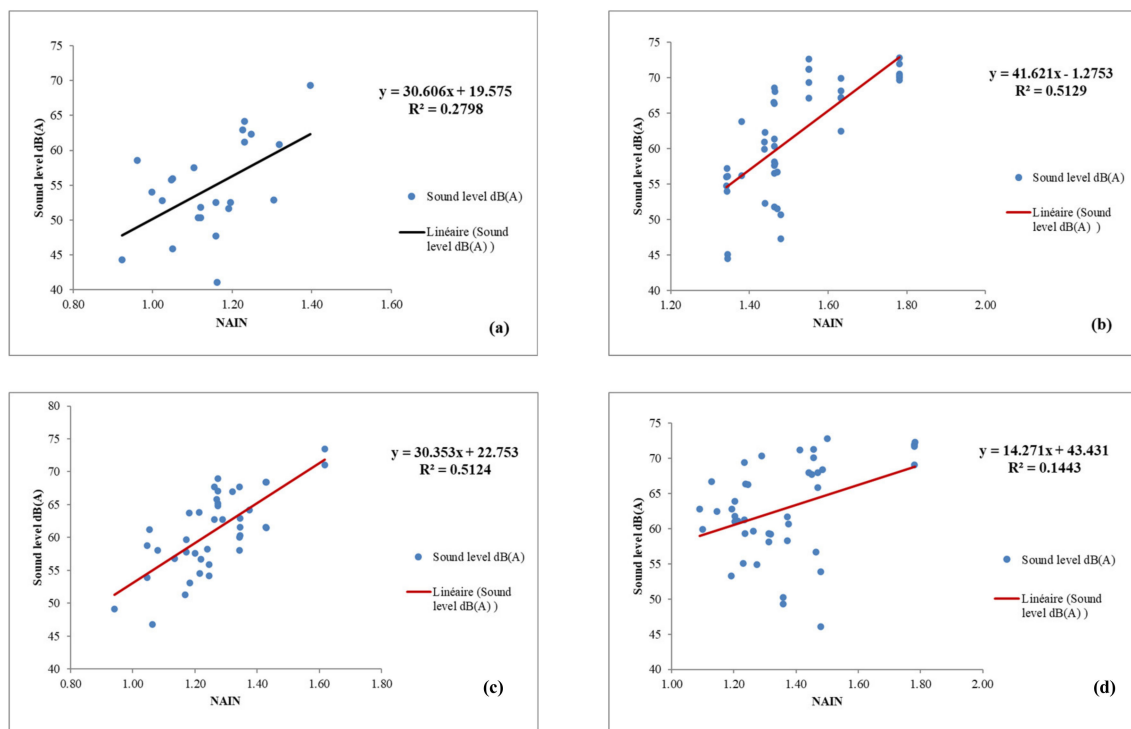 75
70
65
60
55
50
45
40
0.80 1.00 1.20 1.40 1.60
Sound level dB(A)
NAIN
y = 30.606x + 19.575
R² = 0.2798
Sound level dB(A)
Linéaire (Sound
level dB(A) )
(a)
75
70
65
60
55
50
45
40
1.20 1.40 1.60 1.80 2.00
Sound level dB(A)
NAIN
y = 41.621x - 1.2753
R² = 0.5129
Sound level dB(A)
Linéaire (Sound
level dB(A) )
(b)
80
75
70
65
60
55
50
45
40
0.80 1.00 1.20 1.40 1.60 1.80
Sound level dB(A)
NAIN
y = 30.353x + 22.753
R² = 0.5124
Sound level dB(A)
Linéaire (Sound
level dB(A) )
(c)
75
70
65
60
55
50
45
40
1.00 1.20 1.40 1.60 1.80 2.00
Sound level dB(A)
NAIN
y = 14.271x + 43.431
R² = 0.1443
Sound level dB(A)
Linéaire (Sound
level dB(A) )
(d)